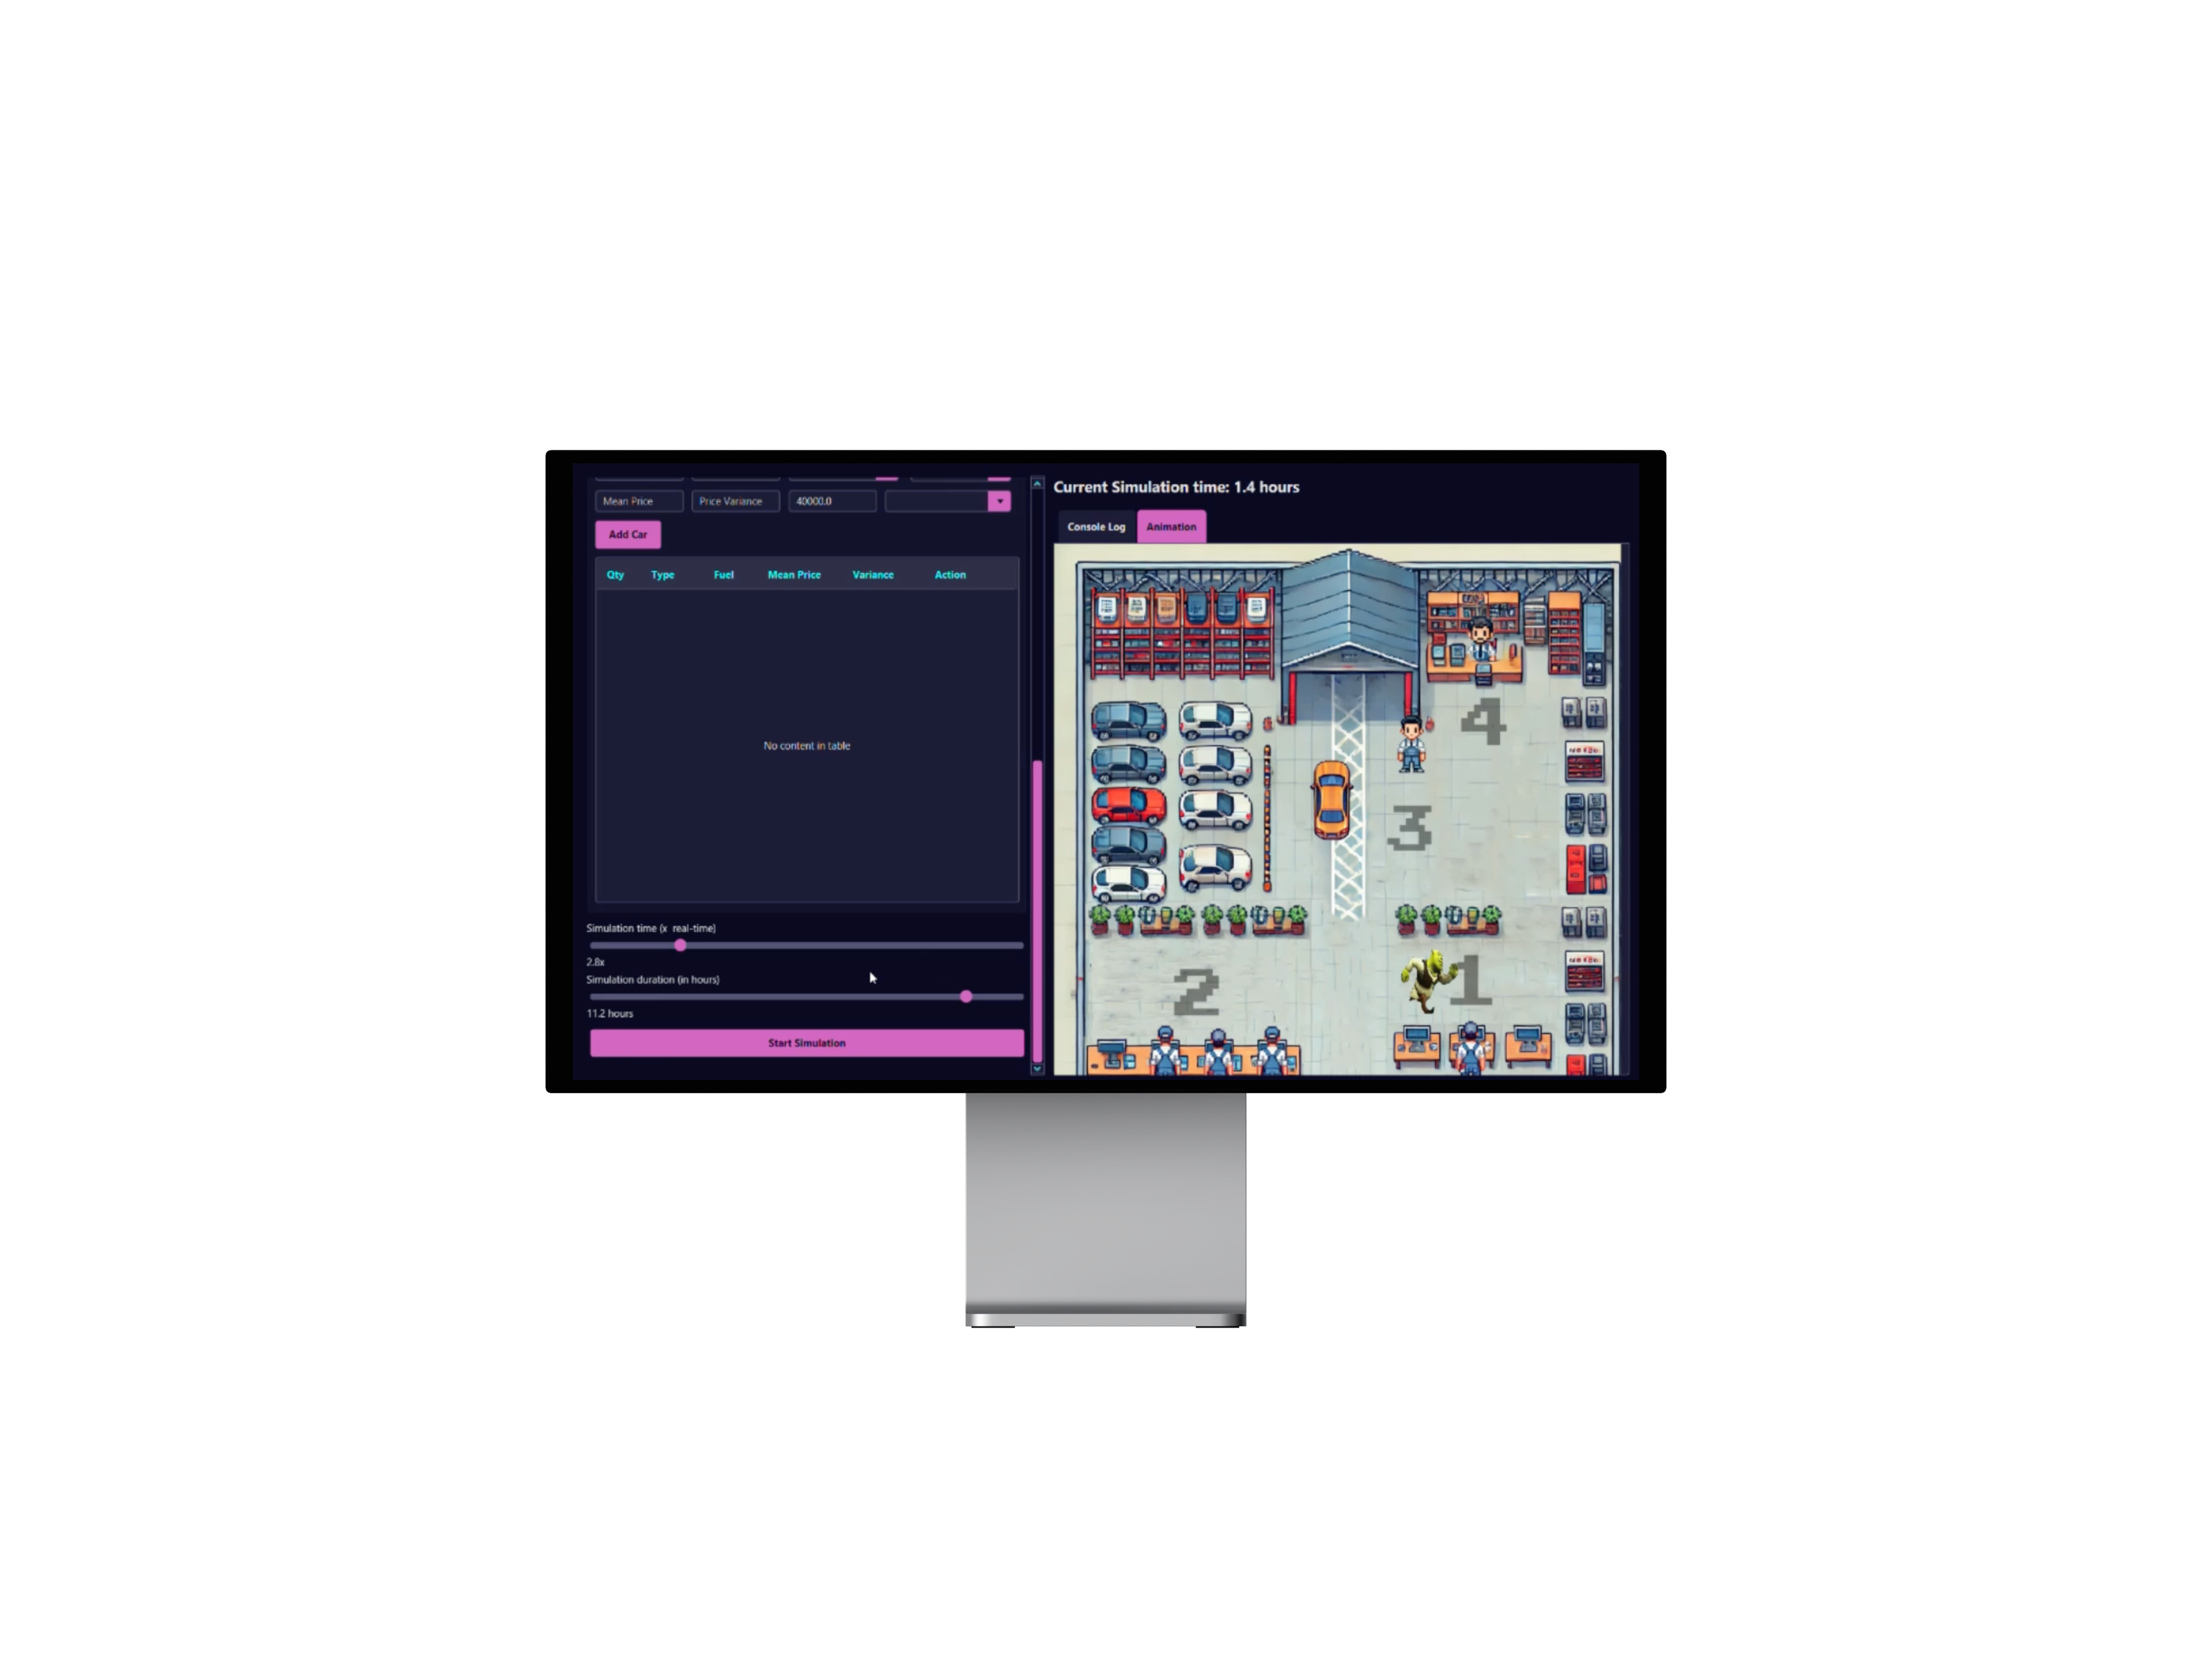 Mean Price
Price Variance
40000.0
Add Car
Qty Type Fuel Mean Price Variance Action
No content in table
Simulation time (x real-time)
2.8x
Simulation duration (in hours)
11.2 hours
Start Simulation
Current Simulation time: 1.4 hours
Console Log
Animation
4
3
2
1